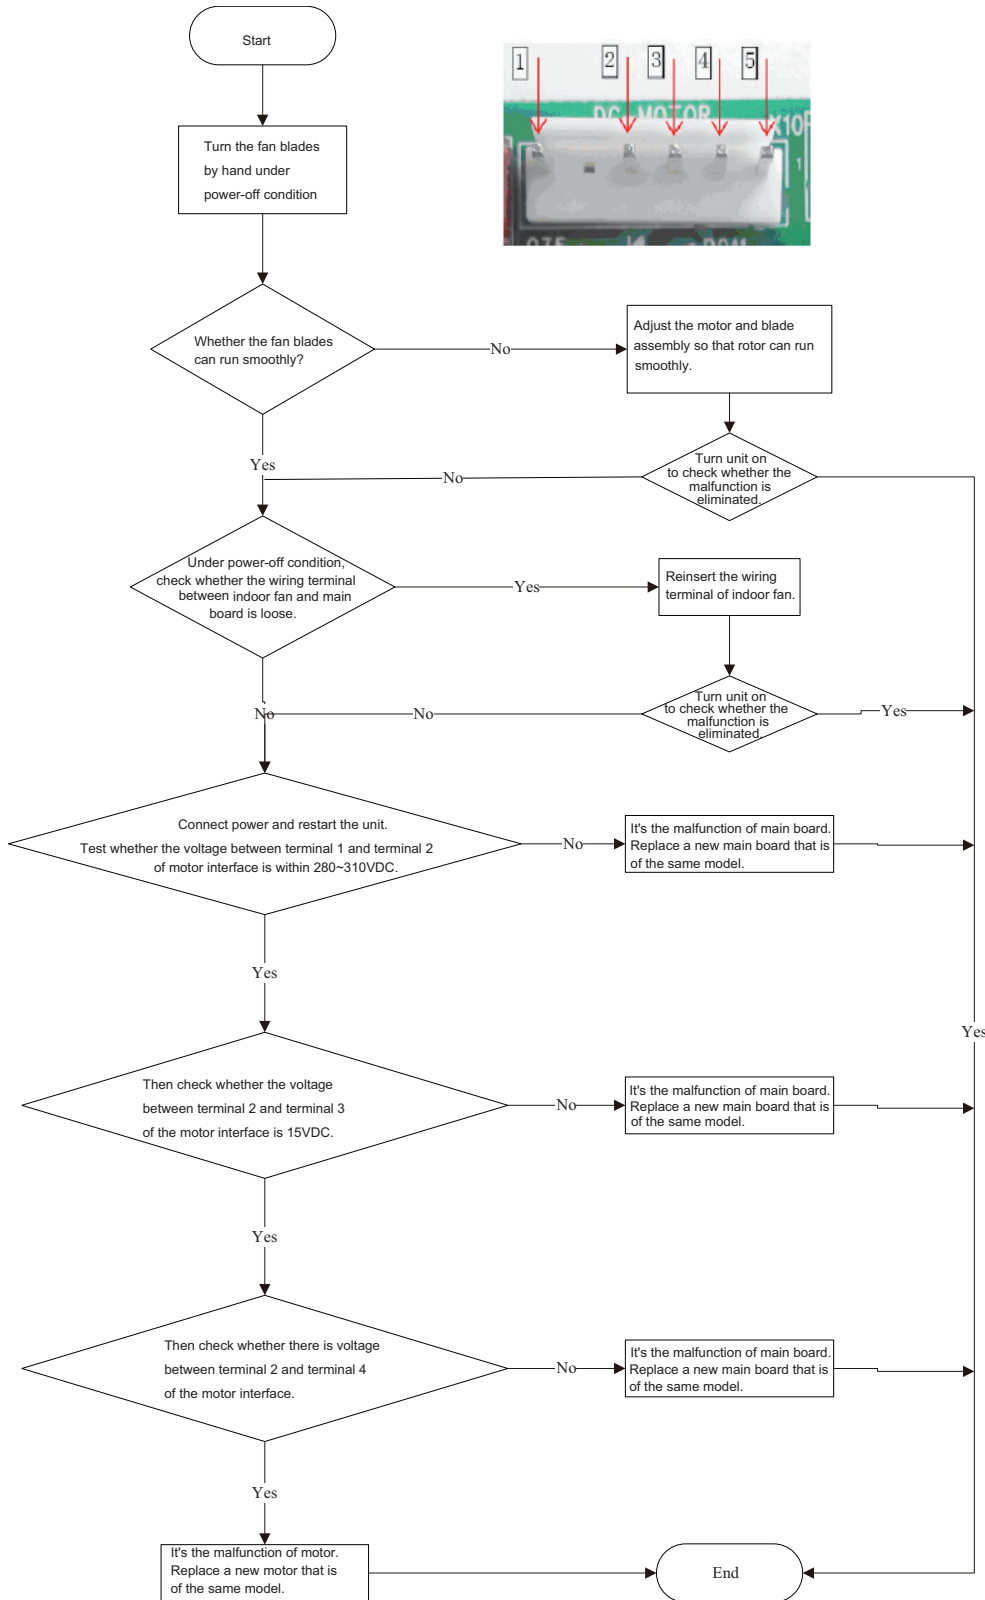 Start
1
2
3
4
5
DC MOTOR
1
Turn the fan blades
by hand under
power-off condition
Whether the fan blades
can run smoothly?
No
Adjust the motor and blade
assembly so that rotor can run
smoothly.
Yes
No
Turn unit on
to check whether the
malfunction is
eliminated.
Under power-off condition,
check whether the wiring terminal
between indoor fan and main
board is loose.
Yes
Reinsert the wiring
terminal of indoor fan.
No
No
Turn unit on
to check whether the
malfunction is
eliminated.
Yes
Connect power and restart the unit.
Test whether the voltage between terminal 1 and terminal 2
of motor interface is within 280~310VDC.
No
It's the malfunction of main board.
Replace a new main board that is
of the same model.
Yes
Yes
Then check whether the voltage
between terminal 2 and terminal 3
of the motor interface is 15VDC.
No
It's the malfunction of main board.
Replace a new main board that is
of the same model.
Yes
Then check whether there is voltage
between terminal 2 and terminal 4
of the motor interface.
No
It's the malfunction of main board.
Replace a new main board that is
of the same model.
Yes
It's the malfunction of motor.
Replace a new motor that is
of the same model.
End